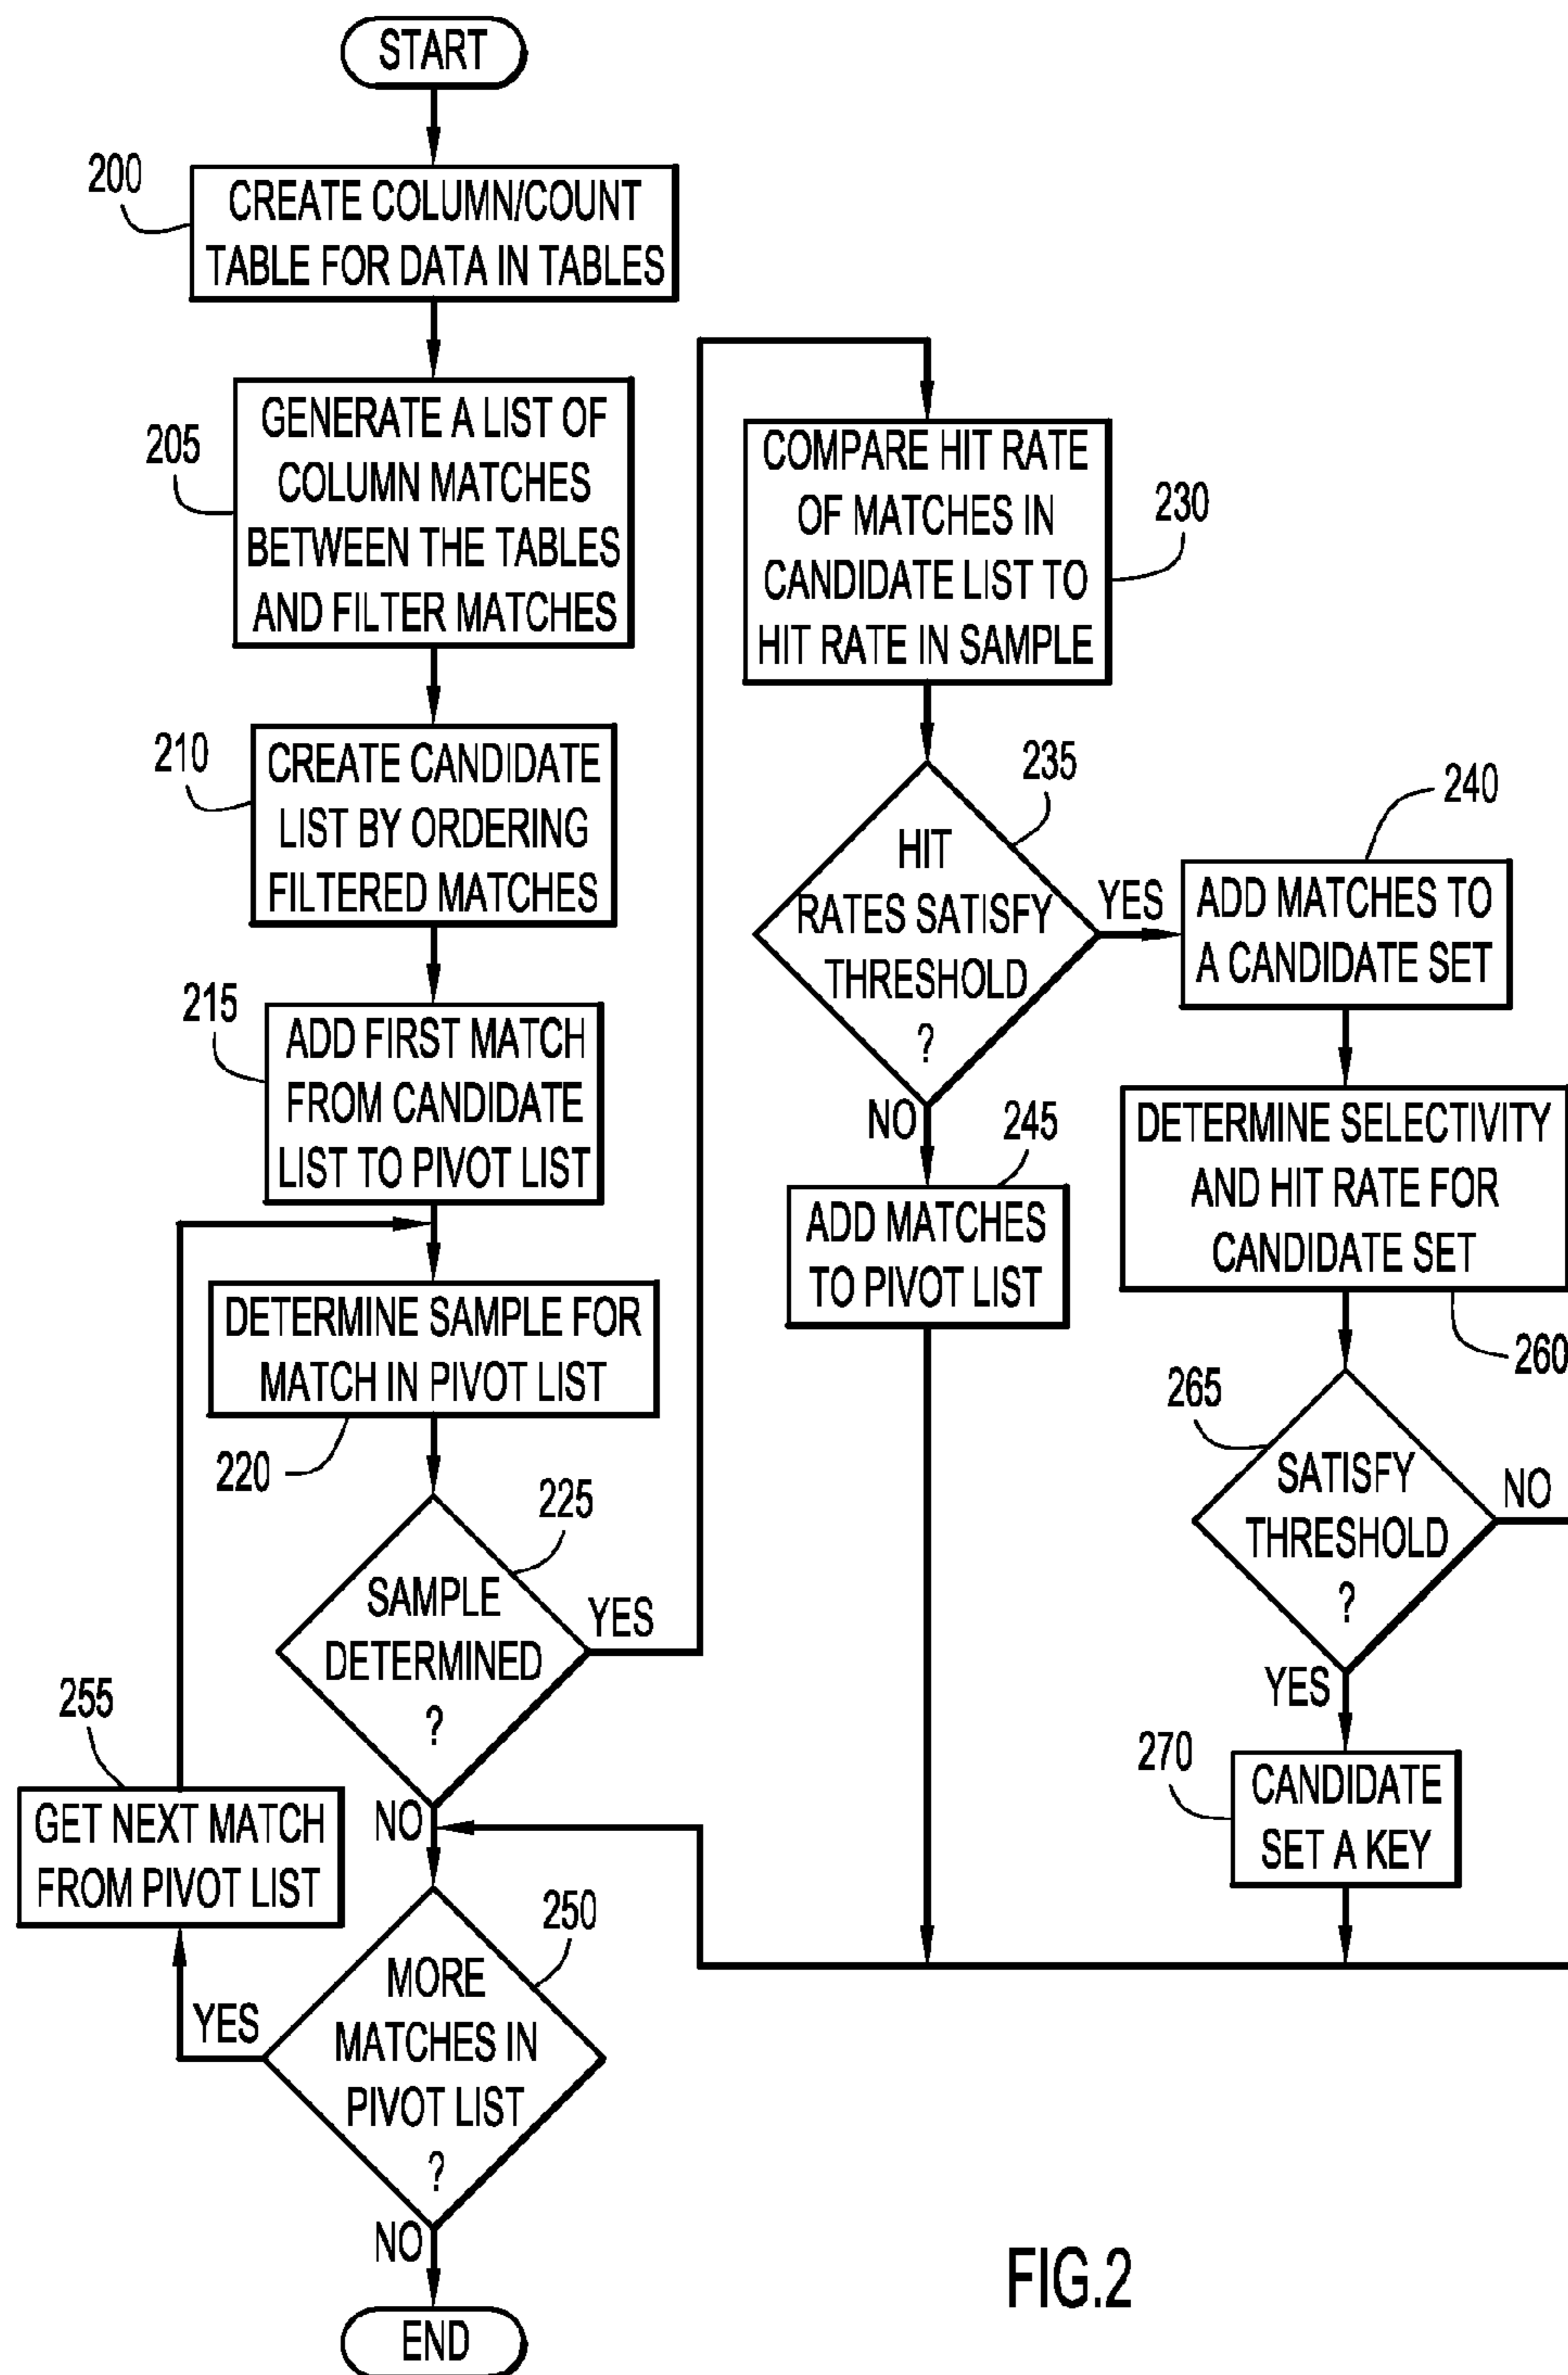 START
200
CREATE COLUMN/COUNT
TABLE FOR DATA IN TABLES
205
GENERATE A LIST OF
COLUMN MATCHES
BETWEEN THE TABLES
AND FILTER MATCHES
210
CREATE CANDIDATE
LIST BY ORDERING
FILTERED MATCHES
215
ADD FIRST MATCH
FROM CANDIDATE
LIST TO PIVOT LIST
DETERMINE SAMPLE FOR
MATCH IN PIVOT LIST
220
225
SAMPLE
DETERMINED
?
YES
NO
255
GET NEXT MATCH
FROM PIVOT LIST
250
MORE
MATCHES IN
PIVOT LIST
?
YES
NO
END
COMPARE HIT RATE
OF MATCHES IN
CANDIDATE LIST TO
HIT RATE IN SAMPLE
230
235
HIT
RATES SATISFY
THRESHOLD
?
YES
NO
245
ADD MATCHES
TO PIVOT LIST
240
ADD MATCHES TO
A CANDIDATE SET
DETERMINE SELECTIVITY
AND HIT RATE FOR
CANDIDATE SET
260
265
SATISFY
THRESHOLD
?
NO
YES
270
CANDIDATE
SET A KEY
FIG.2